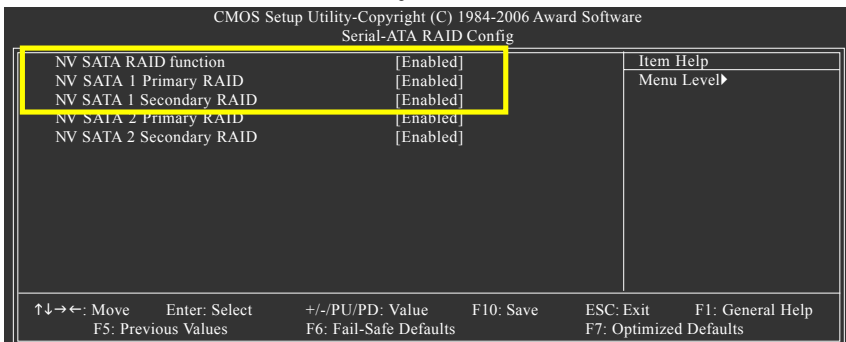 CMOS Setup Utility-Copyright (C) 1984-2006 Award Software
Serial-ATA RAID Config
NV SATA RAID function [Enabled] Item Help
NV SATA 1 Primary RAID [Enabled] Menu Level▶
NV SATA 1 Secondary RAID [Enabled]
NV SATA 2 Primary RAID [Enabled]
NV SATA 2 Secondary RAID [Enabled]
↑↓→←: Move Enter: Select +/-/PU/PD: Value F10: Save ESC: Exit F1: General Help
F5: Previous Values F6: Fail-Safe Defaults F7: Optimized Defaults